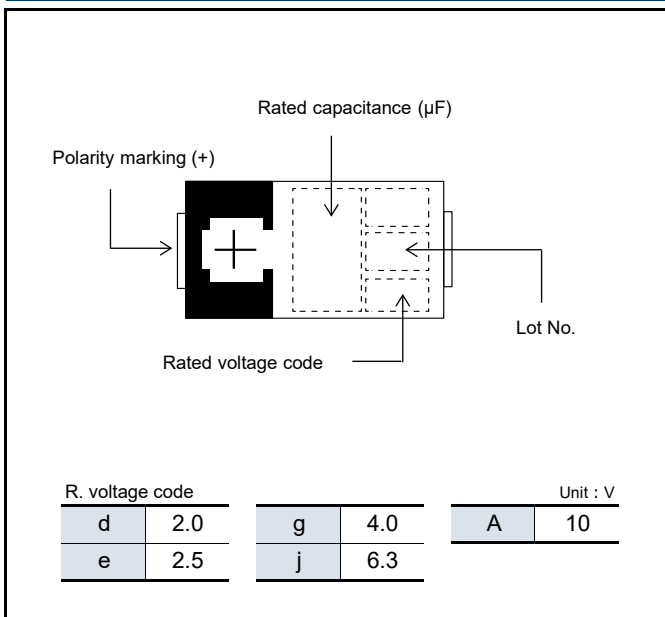 Rated capacitance (μF)
Polarity marking (+)
Lot No.
Rated voltage code
R. voltage code
Unit : V
d 2.0 g 4.0 A 10
e 2.5 j 6.3